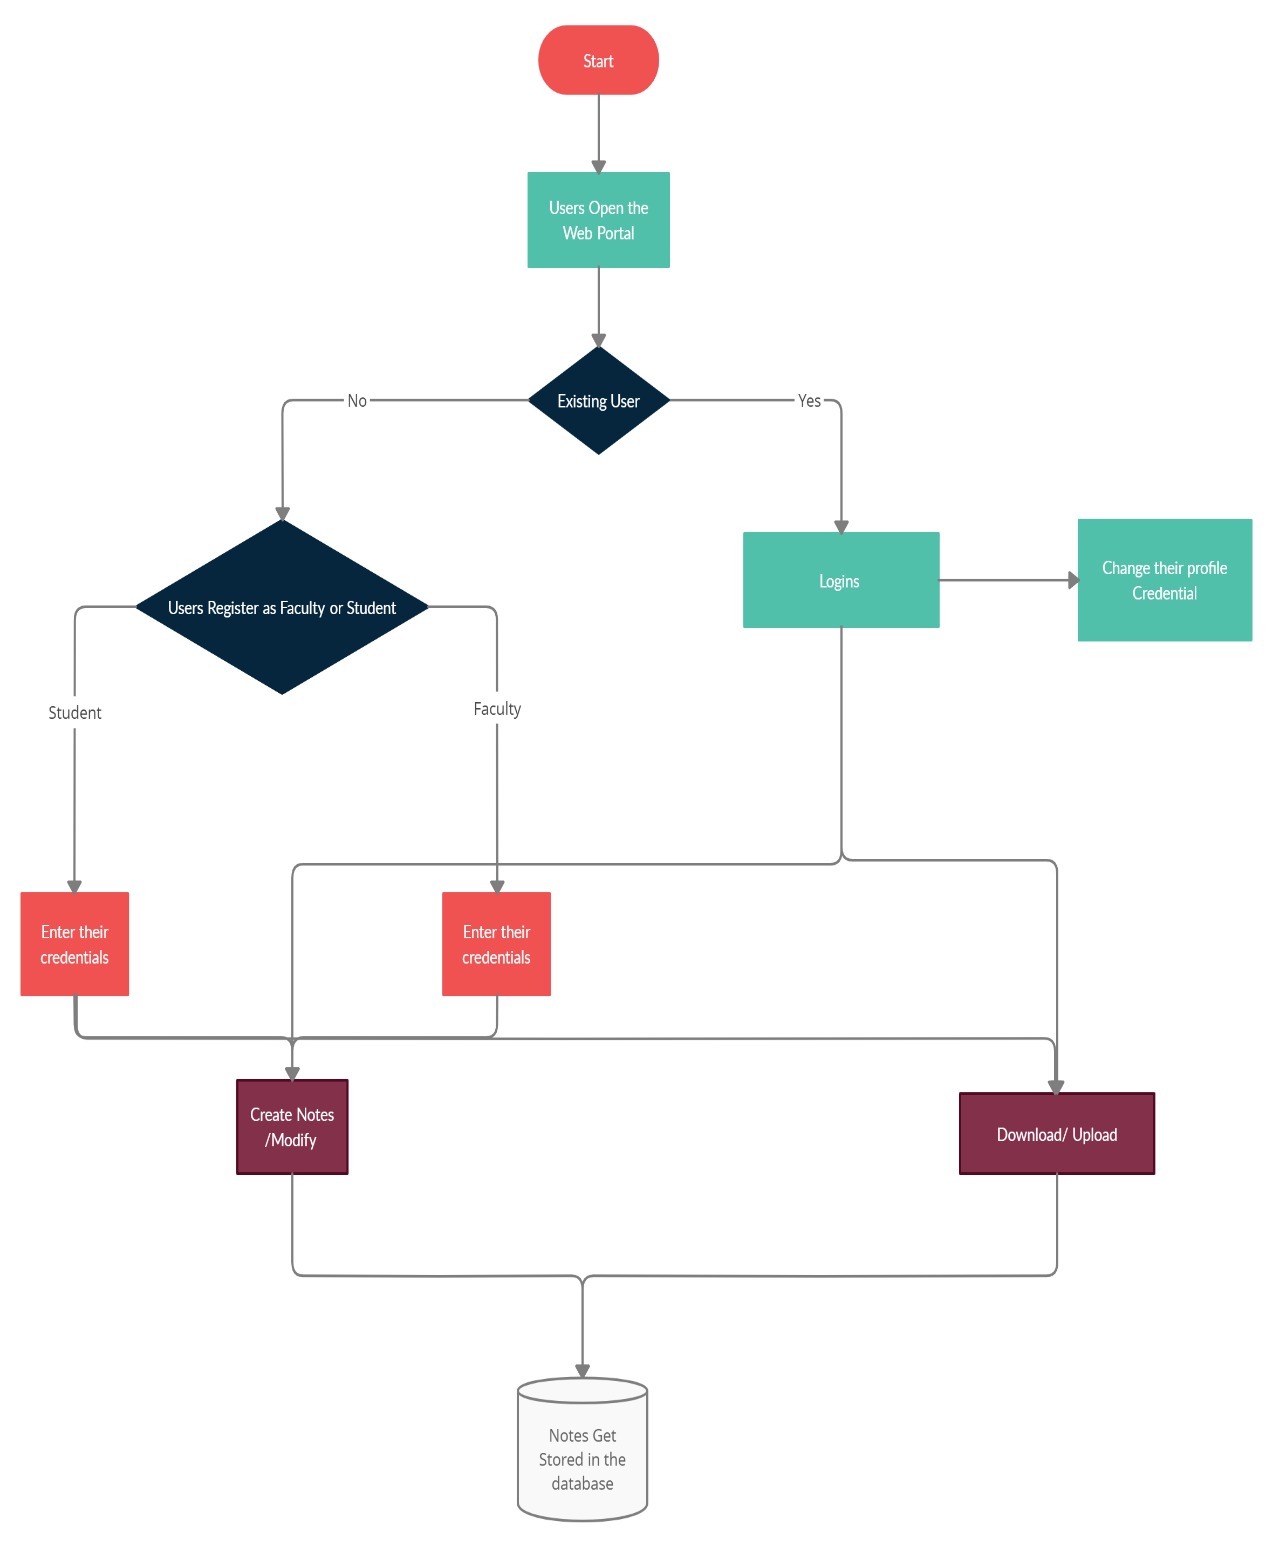 Start
Users Open the
Web Portal
No
Existing User
Yes
Users Register as Faculty or Student
Logins
Change their profile
Credential
Student
Faculty
Enter their
credentials
Enter their
credentials
Create Notes
/Modify
Download/ Upload
Notes Get
Stored in the
database